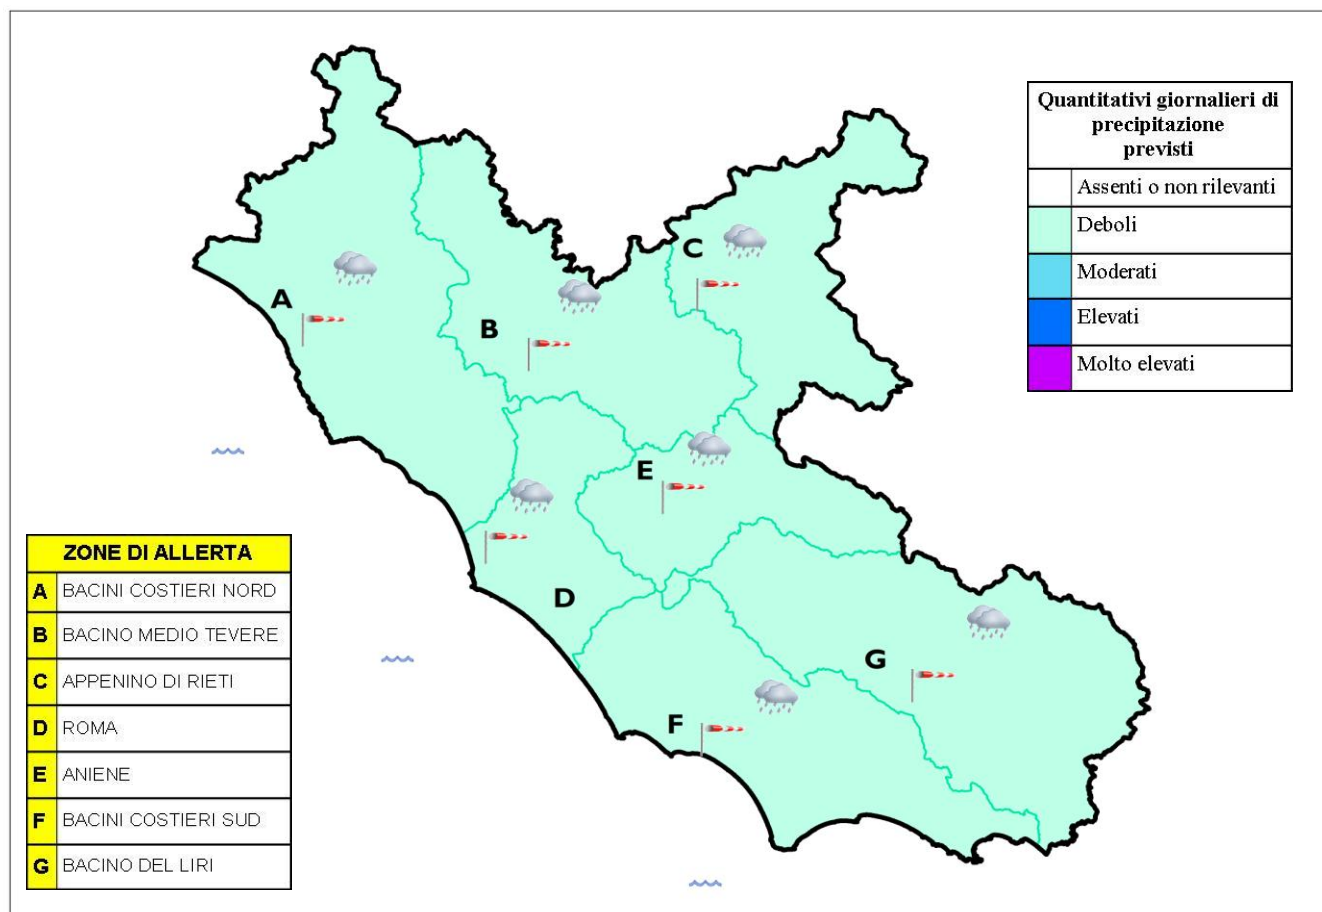 Quantitativi giornalieri di
precipitazione
previsti
Assenti o non rilevanti
Deboli
Moderati
Elevati
Molto elevati
C
A
B
E
D
G
F
ZONE DI ALLERTA
A BACINI COSTIERI NORD
B BACINO MEDIO TEVERE
C APPENINO DI RIETI
D ROMA
E ANIENE
F BACINI COSTIERI SUD
G BACINO DEL LIRI